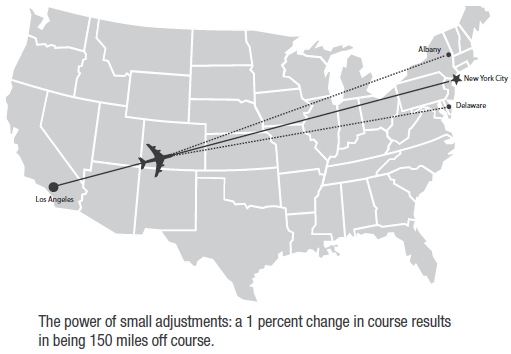 Albany
New York City
Delaware
Los Angeles
The power of small adjustments: a 1 percent change in course results
in being 150 miles off course.